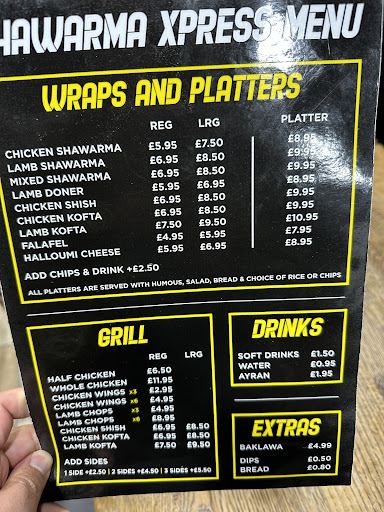 HAWARMA XPRESS MENU
WRAPS AND PLATTERS
REG LRG PLATTER
CHICKEN SHAWARMA £5.95 £7.50 £8.95
LAMB SHAWARMA £6.95 £8.50 £9.95
MIXED SHAWARMA £6.95 £8.50 £9.95
LAMB DONER £5.95 £6.95 £8.95
CHICKEN SHISH £6.95 £8.50 £9.95
CHICKEN KOFTA £6.95 £8.50 £9.95
LAMB KOFTA £7.50 £9.50 £10.95
FALAFEL £4.95 £5.95 £7.95
HALLOUMI CHEESE £5.95 £6.95 £8.95
ADD CHIPS & DRINK +£2.50
ALL PLATTERS ARE SERVED WITH HUMOUS, SALAD, BREAD & CHOICE OF RICE OR CHIPS
GRILL
REG LRG
HALF CHICKEN £6.50
WHOLE CHICKEN £11.95
CHICKEN WINGS x3 £2.95
CHICKEN WINGS x6 £4.95
LAMB CHOPS x3 £4.95
LAMB CHOPS x6 £8.95
CHICKEN SHISH £6.95 £8.50
CHICKEN KOFTA £6.95 £8.50
LAMB KOFTA £7.50 £9.50
ADD SIDES
1 SIDE +£2.50 | 2 SIDES +£4.50 | 3 SIDES +£5.50
DRINKS
SOFT DRINKS £1.50
WATER £0.95
AYRAN £1.95
EXTRAS
BAKLAWA £4.99
DIPS £0.50
BREAD £0.80